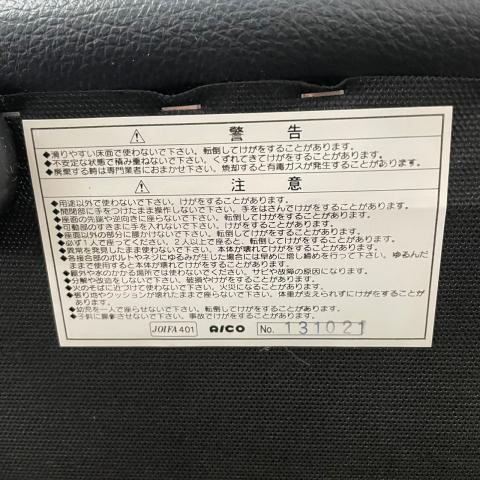 ⚠ 警告
◆滑りやすい床面で使わないで下さい。転倒してけがをすることがあります。
◆不安定な状態で積み重ねないで下さい。くずれてきてけがをすることがあります。
◆廃棄する時は専門業者におまかせ下さい。焼却すると有毒ガスが発生することがあります。
⚠ 注意
◆用途以外で使わないで下さい。けがをすることがあります。
◆開閉部に手をつけたまま操作しないで下さい。手をはさんでけがをすることがあります。
◆座面の先端や逆向きに座らないで下さい。転倒してけがをすることがあります。
◆可動部のすきまに手を入れないで下さい。けがをすることがあります。
◆座面以外の部分に腰かけないで下さい。転倒してけがをすることがあります。
◆必ず1人で座ってください。2人以上で座ると、転倒してけがをすることがあります。
◆異常を発見したままで使わないで下さい。本体が壊れてけがをすることがあります。
◆各接合部のボルトやネジにゆるみが生じた場合には早めに増し締めを行って下さい。ゆるんだ
ままで使用すると本体が壊れてけがをすることがあります。
◆屋外や水のかかる場所では使わないでください。サビや故障の原因になります。
◆分解や改造をしないで下さい。破損やけがをすることがあります。
◆火のそばに近づけて使わないで下さい。火災になることがあります。
◆張り地やクッションが壊れたままで座らないで下さい。体重が支えられずにけがをすることが
あります。
◆幼児を一人で座らせないで下さい。転倒してけがをすることがあります。
◆子供に操作させないで下さい。事故でけがをすることがあります。
JOIFA401 AICO No. 131021